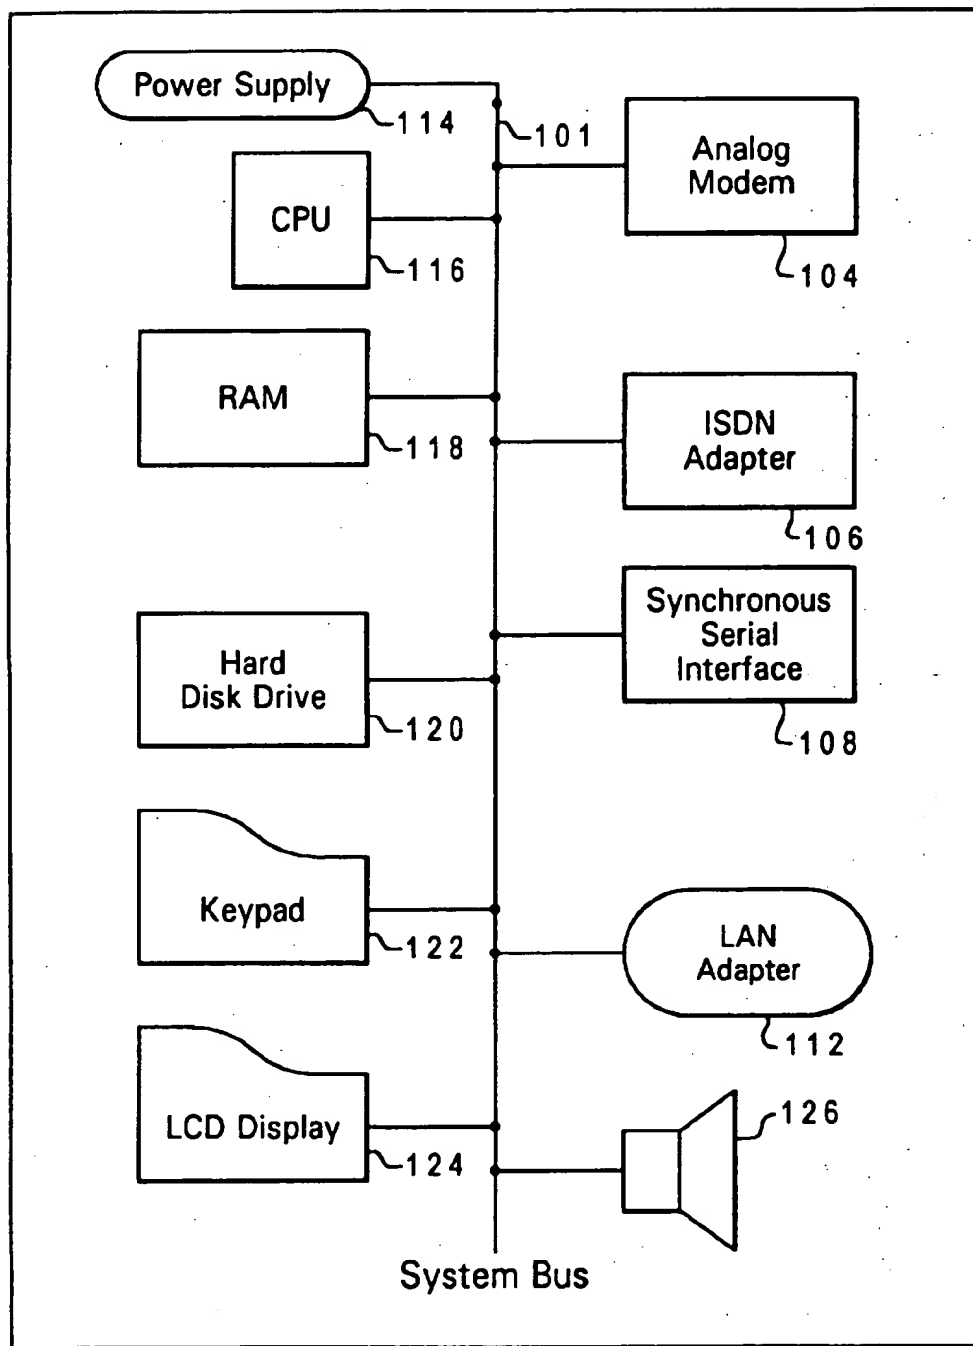 Power Supply
114
101
Analog
Modem
104
CPU
116
RAM
118
ISDN
Adapter
106
Synchronous
Serial
Interface
108
Hard
Disk Drive
120
Keypad
122
LAN
Adapter
112
LCD Display
124
126
System Bus